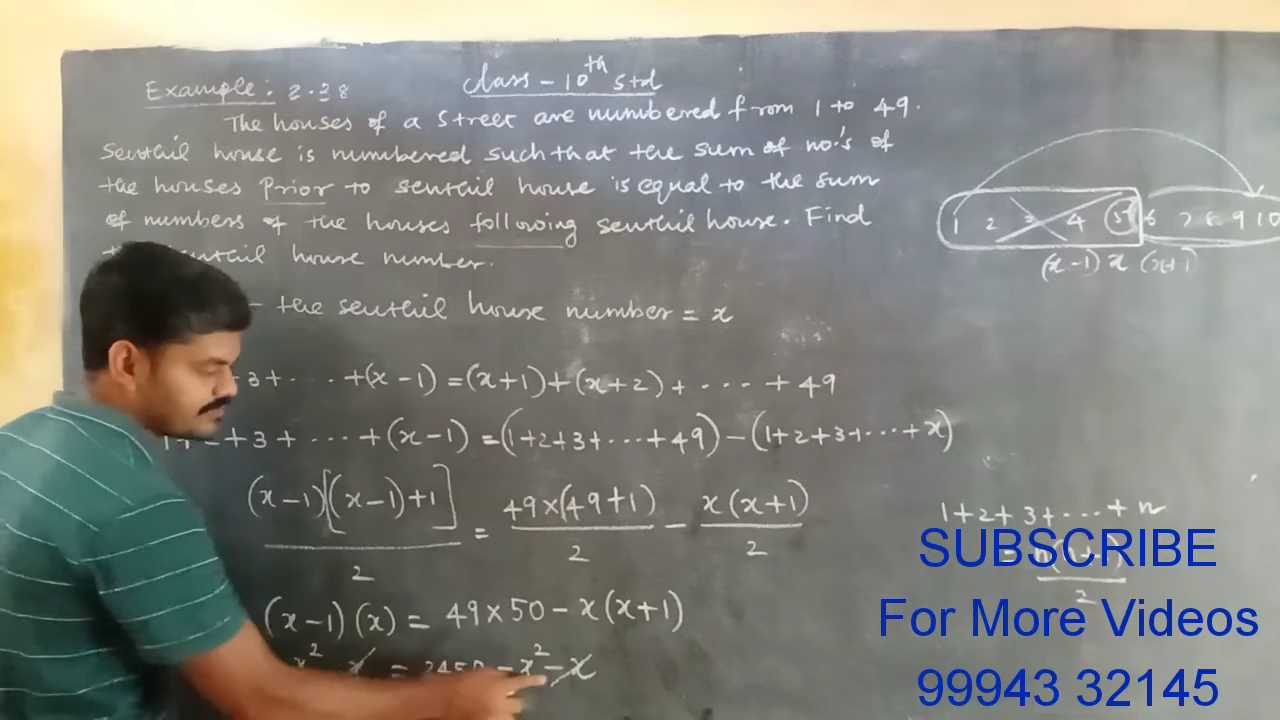 Example: 2.28
Class - 10th Std
The houses of a street are numbered from 1 to 49.
Senthil house is numbered such that the sum of no's of
the houses Prior to senthil house is equal to the sum
of numbers of the houses following senthil house. Find
senthil house number.
- the senthil house number = x
1 2 3 4 5 6 7 8 9 10
(x-1) x (x+1)
+3+....+(x-1) = (x+1)+(x+2)+....+49
+3+....+(x-1) = (1+2+3+...+49)-(1+2+3+...+x)
(x-1)[(x-1)+1]/2 = 49×(49+1)/2 - x(x+1)/2
(x-1)(x) = 49×50-x(x+1)
x² - x = 2450 - x² - x
1+2+3+....+n
SUBSCRIBE
For More Videos
99943 32145